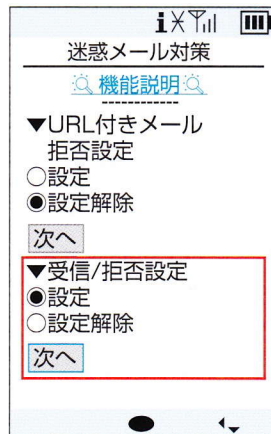 迷惑メール対策
機能説明
▼URL付きメール
拒否設定
○設定
◉設定解除
次へ
▼受信/拒否設定
◉設定
○設定解除
次へ